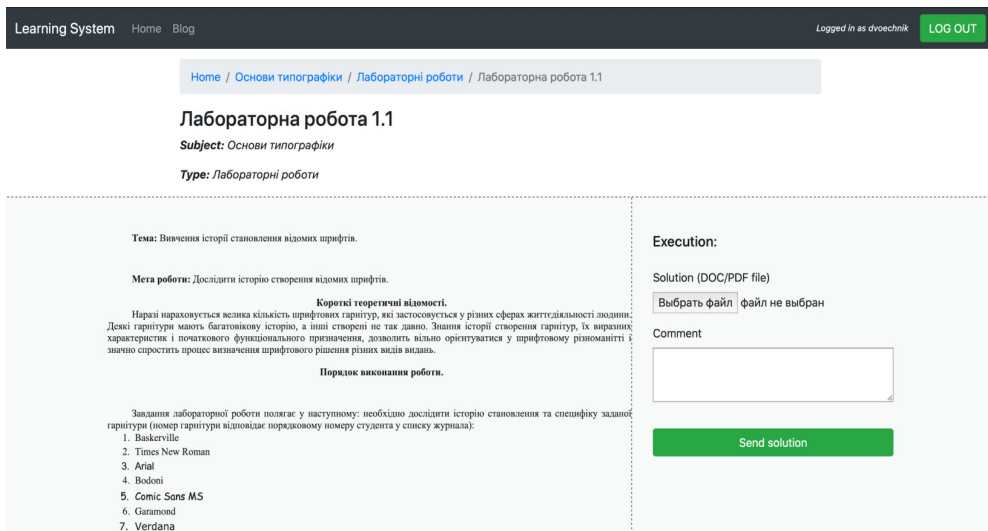 Learning System Home Blog Logged in as dvoechnik LOG OUT
Home / Основи типографіки / Лабораторні роботи / Лабораторна робота 1.1
Лабораторна робота 1.1
Subject: Основи типографіки
Type: Лабораторні роботи
Тема: Вивчення історії становлення відомих шрифтів.
Мета роботи: Дослідити історію створення відомих шрифтів.
Короткі теоретичні відомості.
Наразі нараховується велика кількість шрифтових гарнітур, які застосовується у різних сферах життєдіяльності людини.
Деякі гарнітури мають багатовікову історію, а інші створені не так давно. Знання історії створення гарнітур, їх виразних
характеристик і початкового функціонального призначення, дозволить вільно орієнтуватися у шрифтовому різноманітті і
значно спростить процес визначення шрифтового рішення різних видів видань.
Порядок виконання роботи.
Завдання лабораторної роботи полягає у наступному: необхідно дослідити історію становлення та специфіку заданої
гарнітури (номер гарнітури відповідає порядковому номеру студента у списку журнала):
1. Baskerville
2. Times New Roman
3. Arial
4. Bodoni
5. Comic Sans MS
6. Garamond
7. Verdana
Execution:
Solution (DOC/PDF file)
Выбрать файл файл не выбран
Comment
Send solution